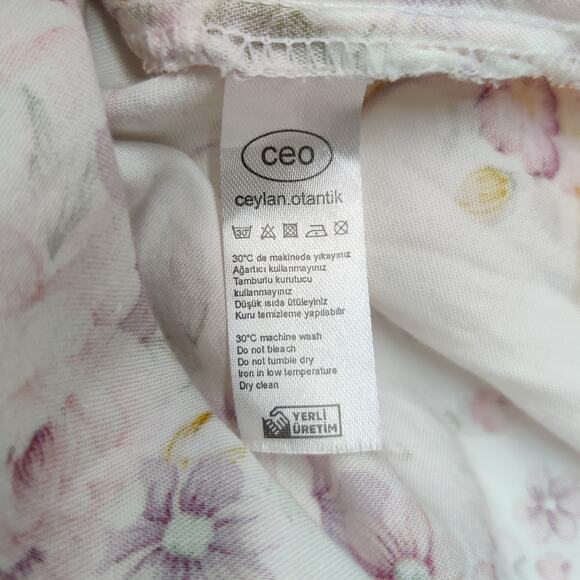 ceo
ceylan.otantik
30
30°C de makinede yıkayınız
Ağartıcı kullanmayınız
Tamburlu kurutucu
kullanmayınız
Düşük ısıda ütüleyiniz
Kuru temizleme yapılabilir
30°C machine wash
Do not bleach
Do not tumble dry
Iron in low temperature
Dry clean
YERLİ
ÜRETİM